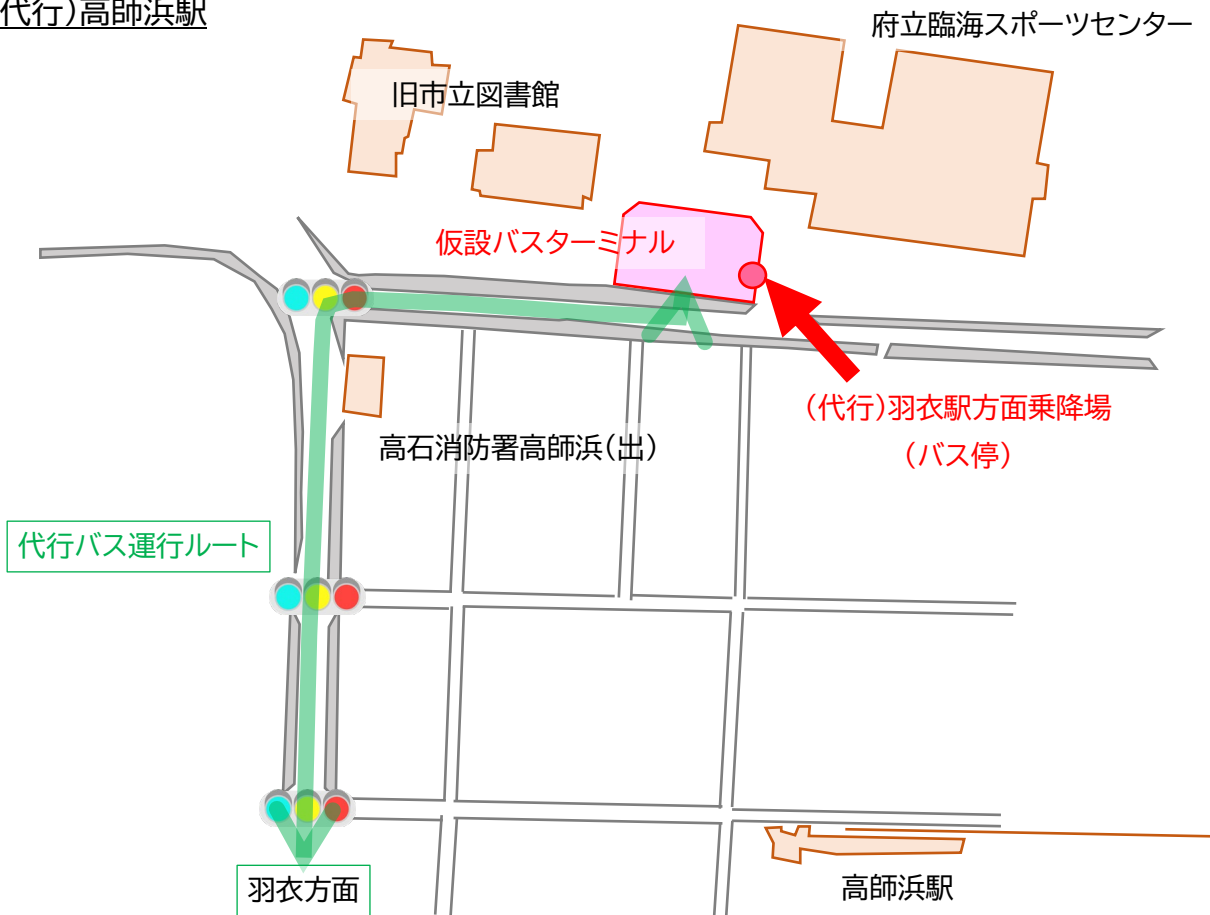 代行)高師浜駅
府立臨海スポーツセンター
旧市立図書館
仮設バスターミナル
(代行)羽衣駅方面乗降場
(バス停)
高石消防署高師浜(出)
代行バス運行ルート
羽衣方面
高師浜駅